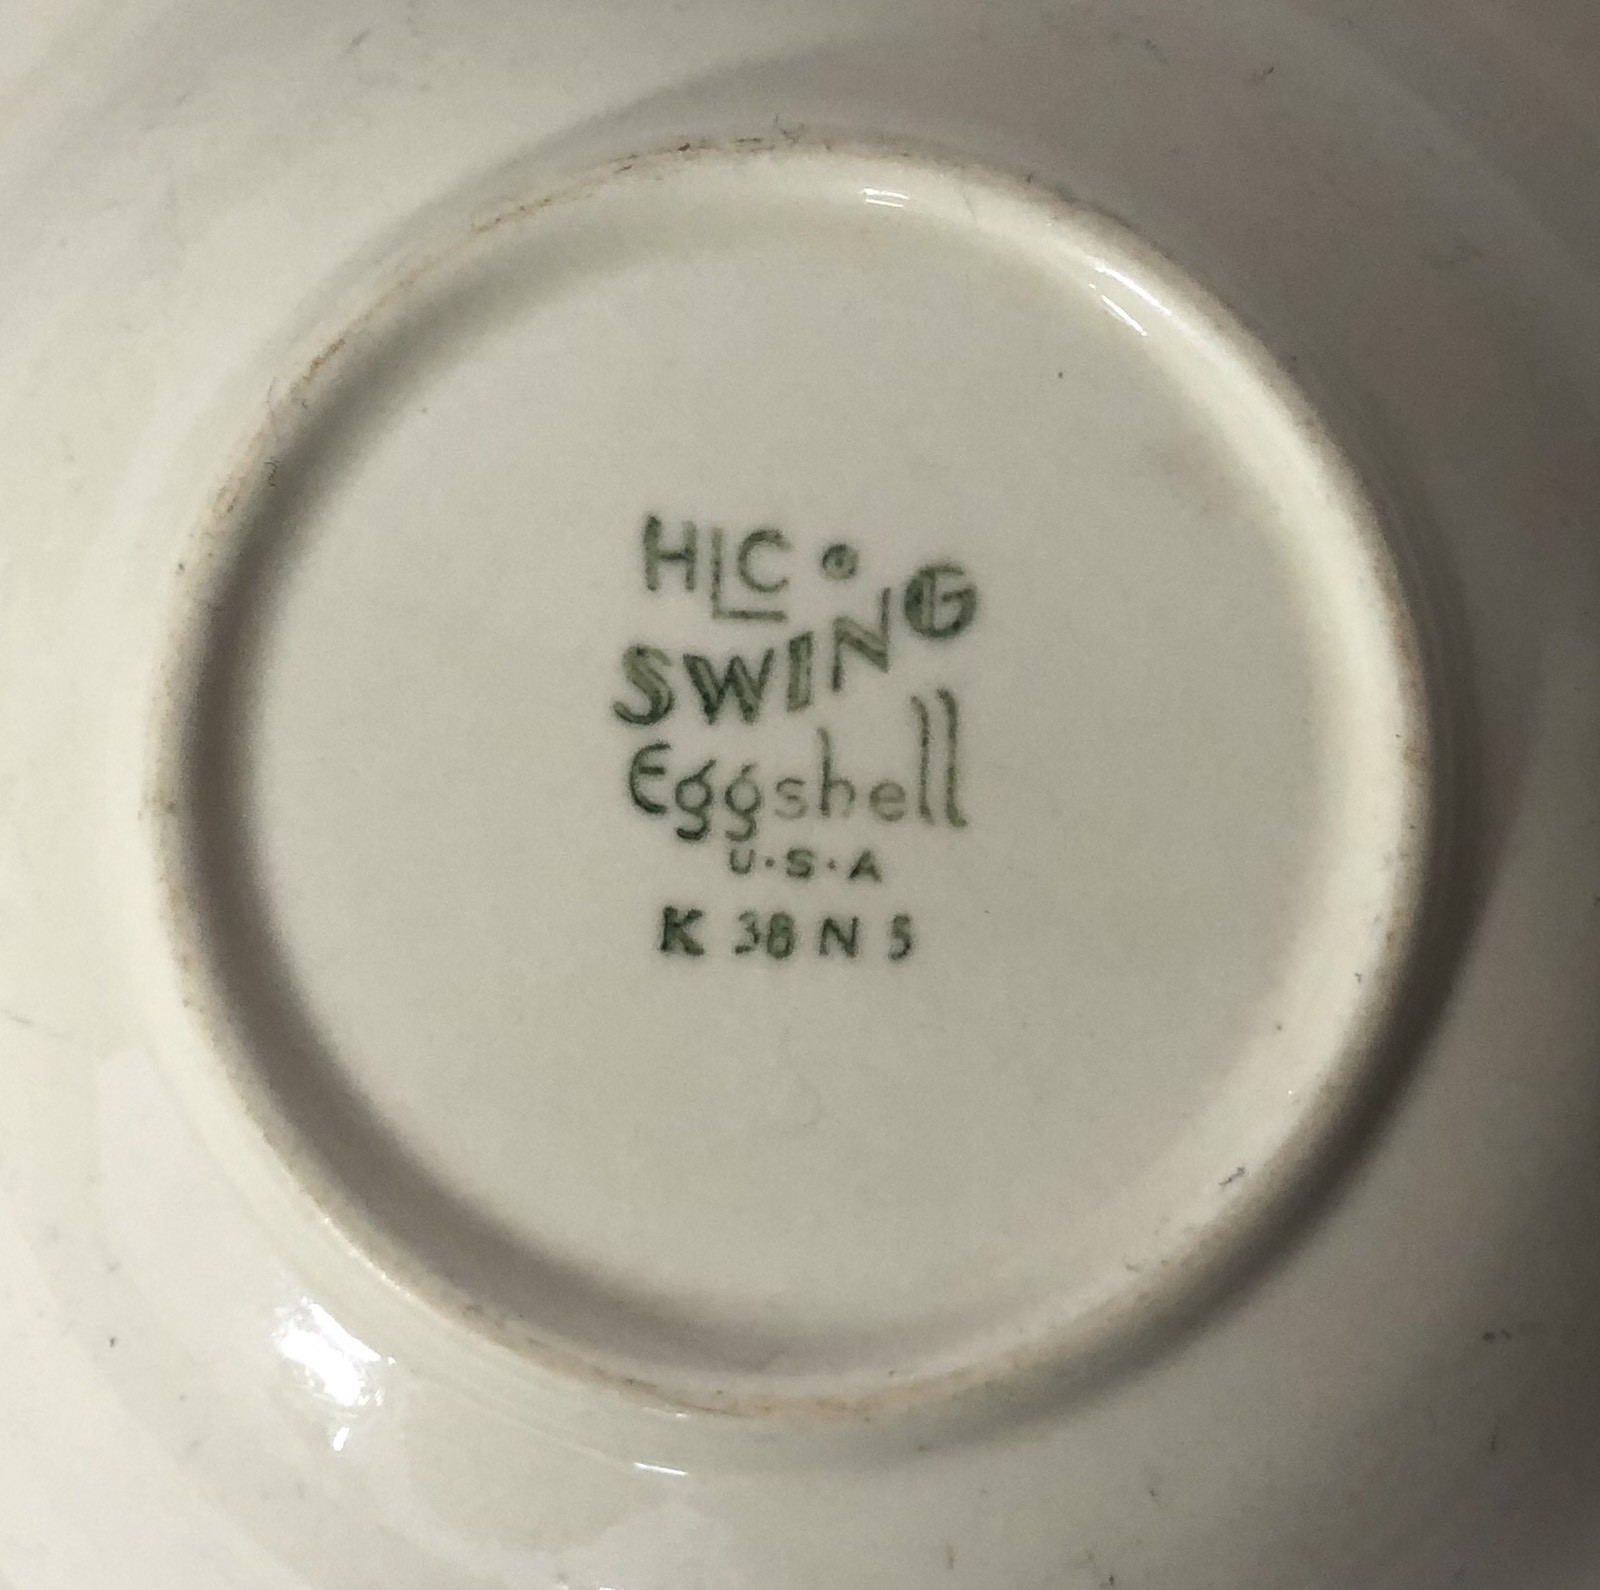 HLC ®
SWING
Eggshell
U·S·A
K 38 N 5